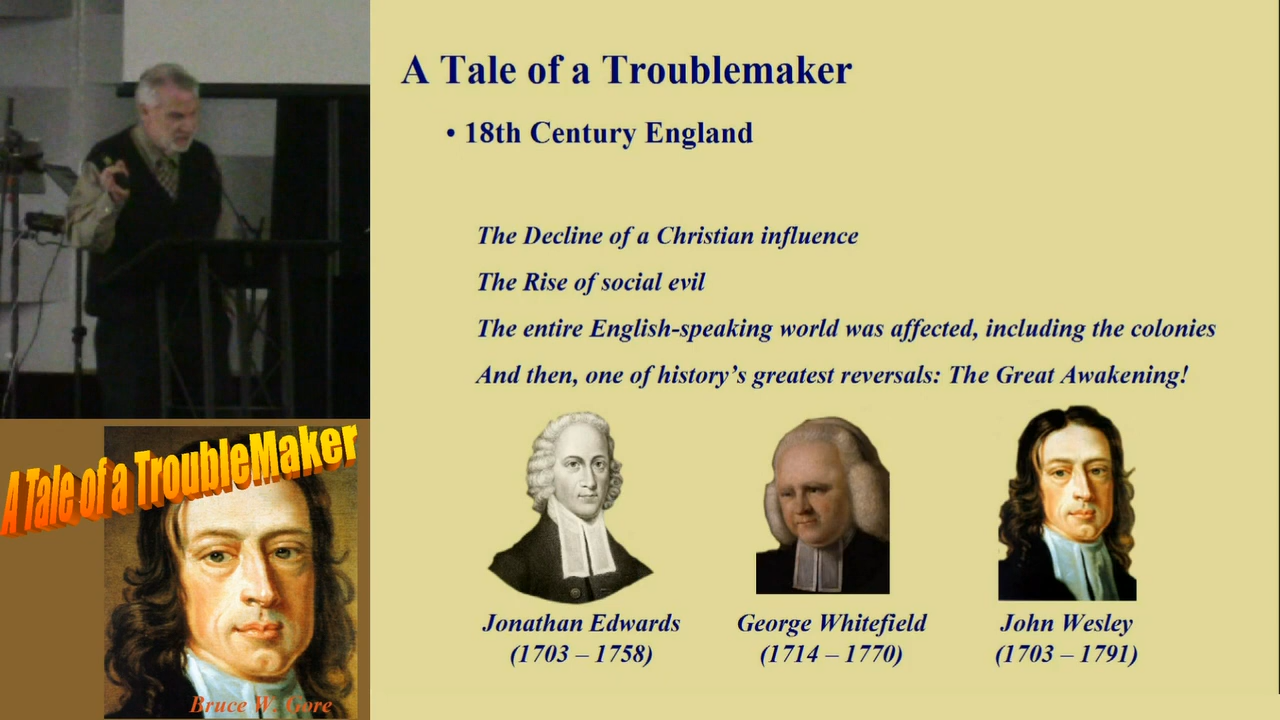 A Tale of a Troublemaker
• 18th Century England
The Decline of a Christian influence
The Rise of social evil
The entire English-speaking world was affected, including the colonies
And then, one of history’s greatest reversals: The Great Awakening!
Jonathan Edwards
(1703 – 1758)
George Whitefield
(1714 – 1770)
John Wesley
(1703 – 1791)
A Tale of a TroubleMaker
Bruce W. Gore